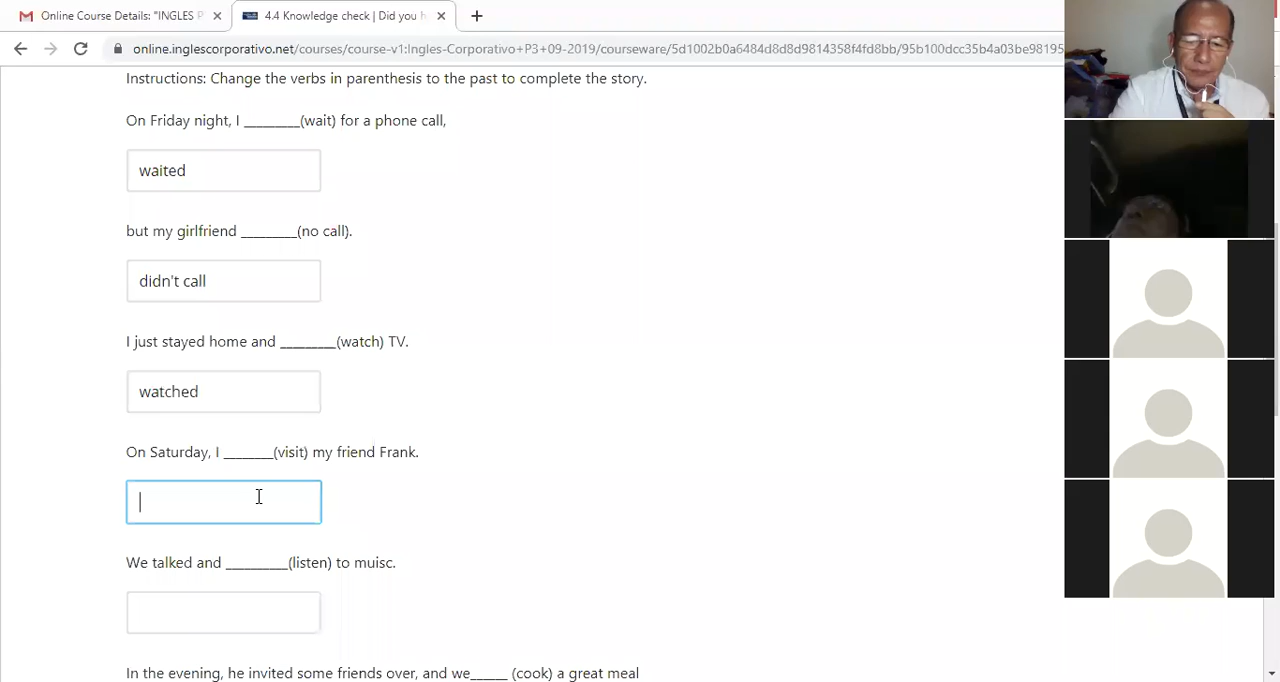 Online Course Details: "INGLES P
4.4 Knowledge check | Did you h
online.inglescorporativo.net/courses/course-v1:Ingles-Corporativo+P3+09-2019/courseware/5d1002b0a6484d8d8d9814358f4fd8bb/95b100dcc35b4a03be98195
Instructions: Change the verbs in parenthesis to the past to complete the story.
On Friday night, I ________(wait) for a phone call,
waited
but my girlfriend ________(no call).
didn't call
I just stayed home and ________(watch) TV.
watched
On Saturday, I _______(visit) my friend Frank.
We talked and _________(listen) to muisc.
In the evening, he invited some friends over, and we______ (cook) a great meal